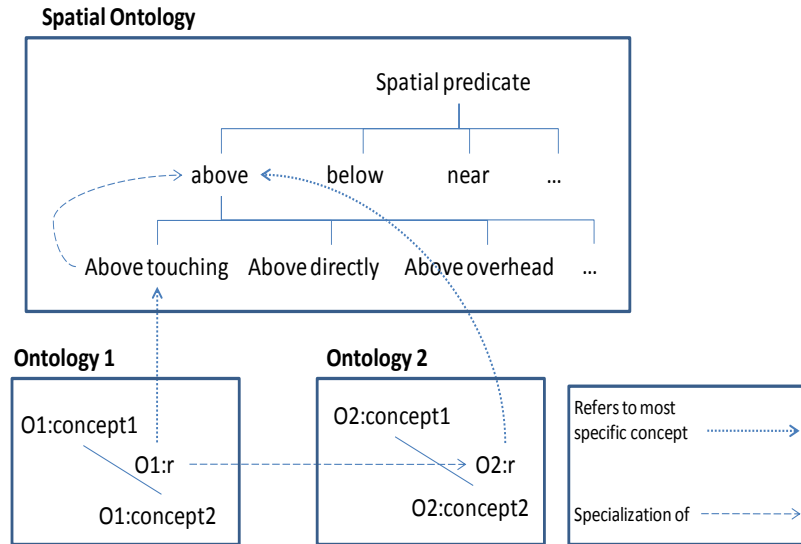 Spatial Ontology
Spatial predicate
above below near ...
Above touching Above directly Above overhead ...
Ontology 1
O1:concept1
O1:r
O1:concept2
Ontology 2
O2:concept1
O2:r
O2:concept2
Refers to most
specific concept
Specialization of